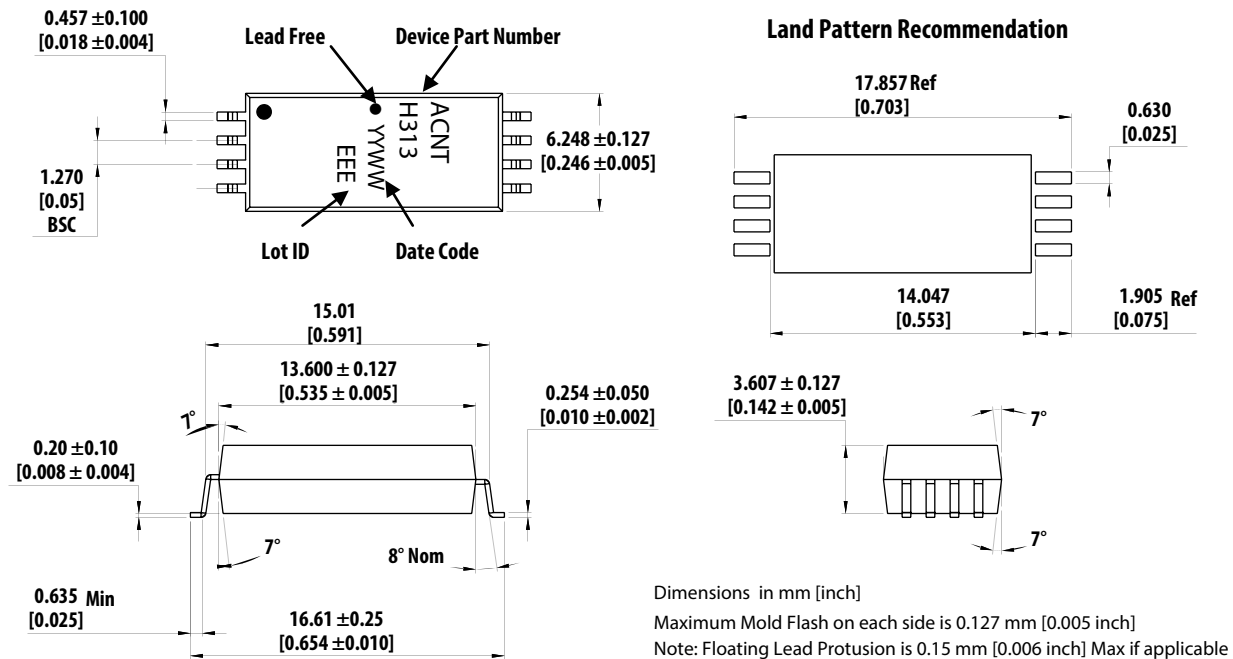 0.457 ±0.100
[0.018 ±0.004]
Lead Free
Device Part Number
ACNT
H313
YYWW
EEE
6.248 ±0.127
[0.246 ±0.005]
1.270
[0.05]
BSC
Lot ID
Date Code
Land Pattern Recommendation
17.857 Ref
[0.703]
0.630
[0.025]
14.047
[0.553]
1.905 Ref
[0.075]
15.01
[0.591]
13.600 ± 0.127
[0.535 ± 0.005]
0.254 ±0.050
[0.010 ±0.002]
7°
0.20 ±0.10
[0.008 ± 0.004]
7°
8° Nom
0.635 Min
[0.025]
16.61 ±0.25
[0.654 ±0.010]
3.607 ± 0.127
[0.142 ± 0.005]
7°
7°
Dimensions in mm [inch]
Maximum Mold Flash on each side is 0.127 mm [0.005 inch]
Note: Floating Lead Protusion is 0.15 mm [0.006 inch] Max if applicable